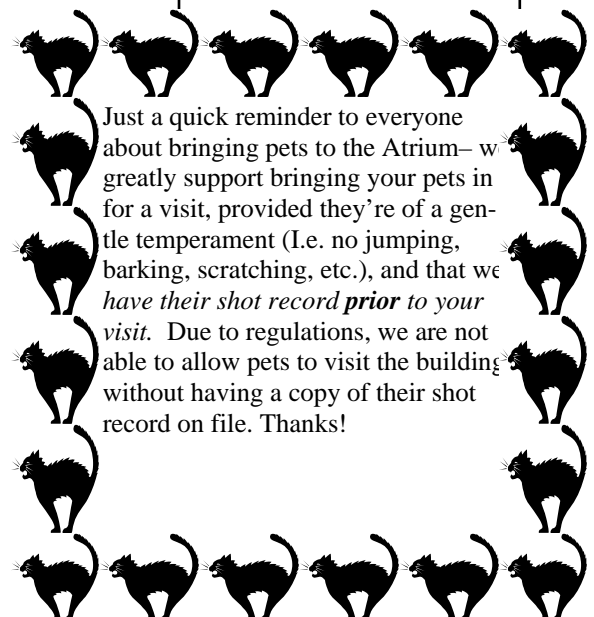 Just a quick reminder to everyone
about bringing pets to the Atrium– we
greatly support bringing your pets in
for a visit, provided they’re of a gen-
tle temperament (I.e. no jumping,
barking, scratching, etc.), and that we
have their shot record prior to your
visit. Due to regulations, we are not
able to allow pets to visit the building
without having a copy of their shot
record on file. Thanks!